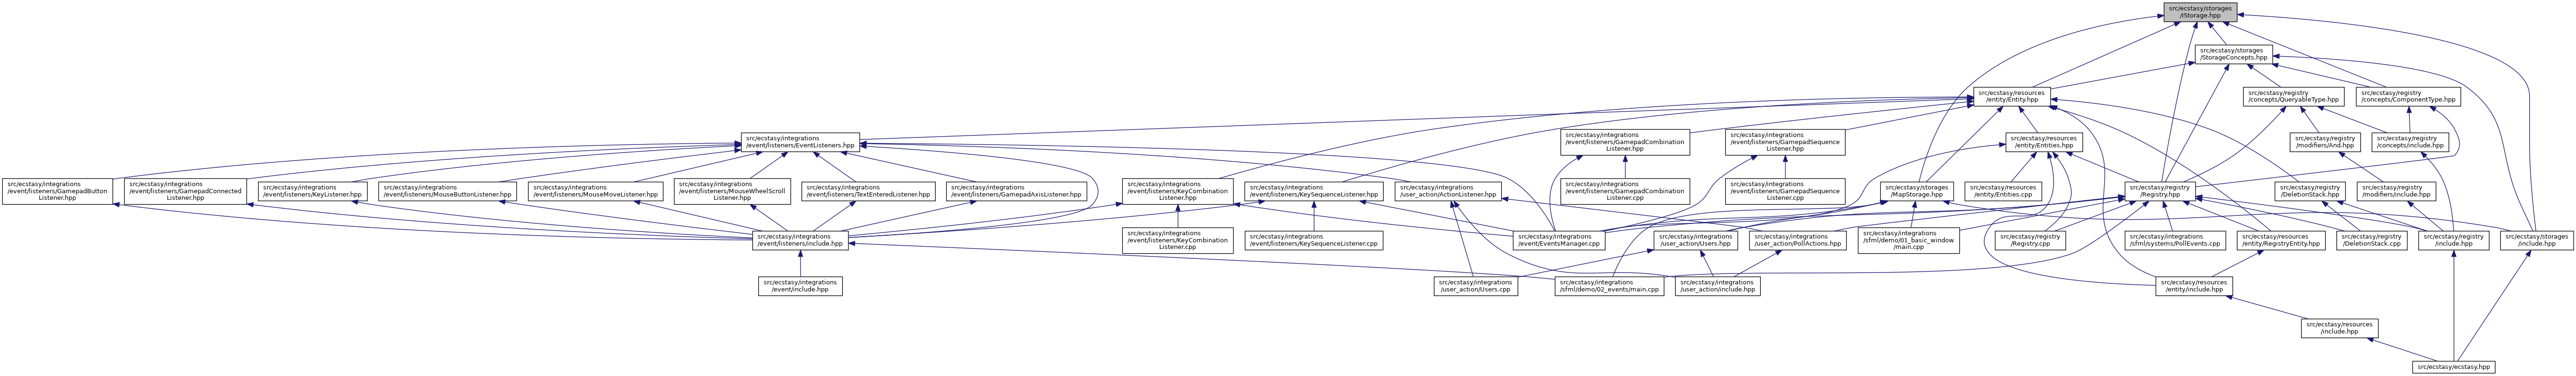 src/ecstasy/storages
/IStorage.hpp
src/ecstasy/storages
/StorageConcepts.hpp
src/ecstasy/resources
/entity/Entity.hpp
src/ecstasy/registry
/concepts/QueryableType.hpp
src/ecstasy/registry
/concepts/ComponentType.hpp
src/ecstasy/integrations
/event/listeners/EventListeners.hpp
src/ecstasy/integrations
/event/listeners/GamepadCombination
Listener.hpp
src/ecstasy/integrations
/event/listeners/GamepadSequence
Listener.hpp
src/ecstasy/resources
/entity/Entities.hpp
src/ecstasy/registry
/modifiers/And.hpp
src/ecstasy/registry
/concepts/include.hpp
src/ecstasy/integrations
/event/listeners/GamepadButton
Listener.hpp
src/ecstasy/integrations
/event/listeners/GamepadConnected
Listener.hpp
src/ecstasy/integrations
/event/listeners/KeyListener.hpp
src/ecstasy/integrations
/event/listeners/MouseButtonListener.hpp
src/ecstasy/integrations
/event/listeners/MouseMoveListener.hpp
src/ecstasy/integrations
/event/listeners/MouseWheelScroll
Listener.hpp
src/ecstasy/integrations
/event/listeners/TextEnteredListener.hpp
src/ecstasy/integrations
/event/listeners/GamepadAxisListener.hpp
src/ecstasy/integrations
/event/listeners/KeyCombination
Listener.hpp
src/ecstasy/integrations
/event/listeners/KeySequenceListener.hpp
src/ecstasy/integrations
/user_action/ActionListener.hpp
src/ecstasy/integrations
/event/listeners/GamepadCombination
Listener.cpp
src/ecstasy/integrations
/event/listeners/GamepadSequence
Listener.cpp
src/ecstasy/storages
/MapStorage.hpp
src/ecstasy/resources
/entity/Entities.cpp
src/ecstasy/registry
/Registry.hpp
src/ecstasy/registry
/DeletionStack.hpp
src/ecstasy/registry
/modifiers/include.hpp
src/ecstasy/integrations
/event/listeners/include.hpp
src/ecstasy/integrations
/event/listeners/KeyCombination
Listener.cpp
src/ecstasy/integrations
/event/listeners/KeySequenceListener.cpp
src/ecstasy/integrations
/event/EventsManager.cpp
src/ecstasy/integrations
/user_action/Users.hpp
src/ecstasy/integrations
/user_action/PollActions.hpp
src/ecstasy/integrations
/sfml/demo/01_basic_window
/main.cpp
src/ecstasy/registry
/Registry.cpp
src/ecstasy/integrations
/sfml/systems/PollEvents.cpp
src/ecstasy/resources
/entity/RegistryEntity.hpp
src/ecstasy/registry
/DeletionStack.cpp
src/ecstasy/registry
/include.hpp
src/ecstasy/storages
/include.hpp
src/ecstasy/integrations
/event/include.hpp
src/ecstasy/integrations
/user_action/Users.cpp
src/ecstasy/integrations
/sfml/demo/02_events/main.cpp
src/ecstasy/integrations
/user_action/include.hpp
src/ecstasy/resources
/entity/include.hpp
src/ecstasy/resources
/include.hpp
src/ecstasy/ecstasy.hpp